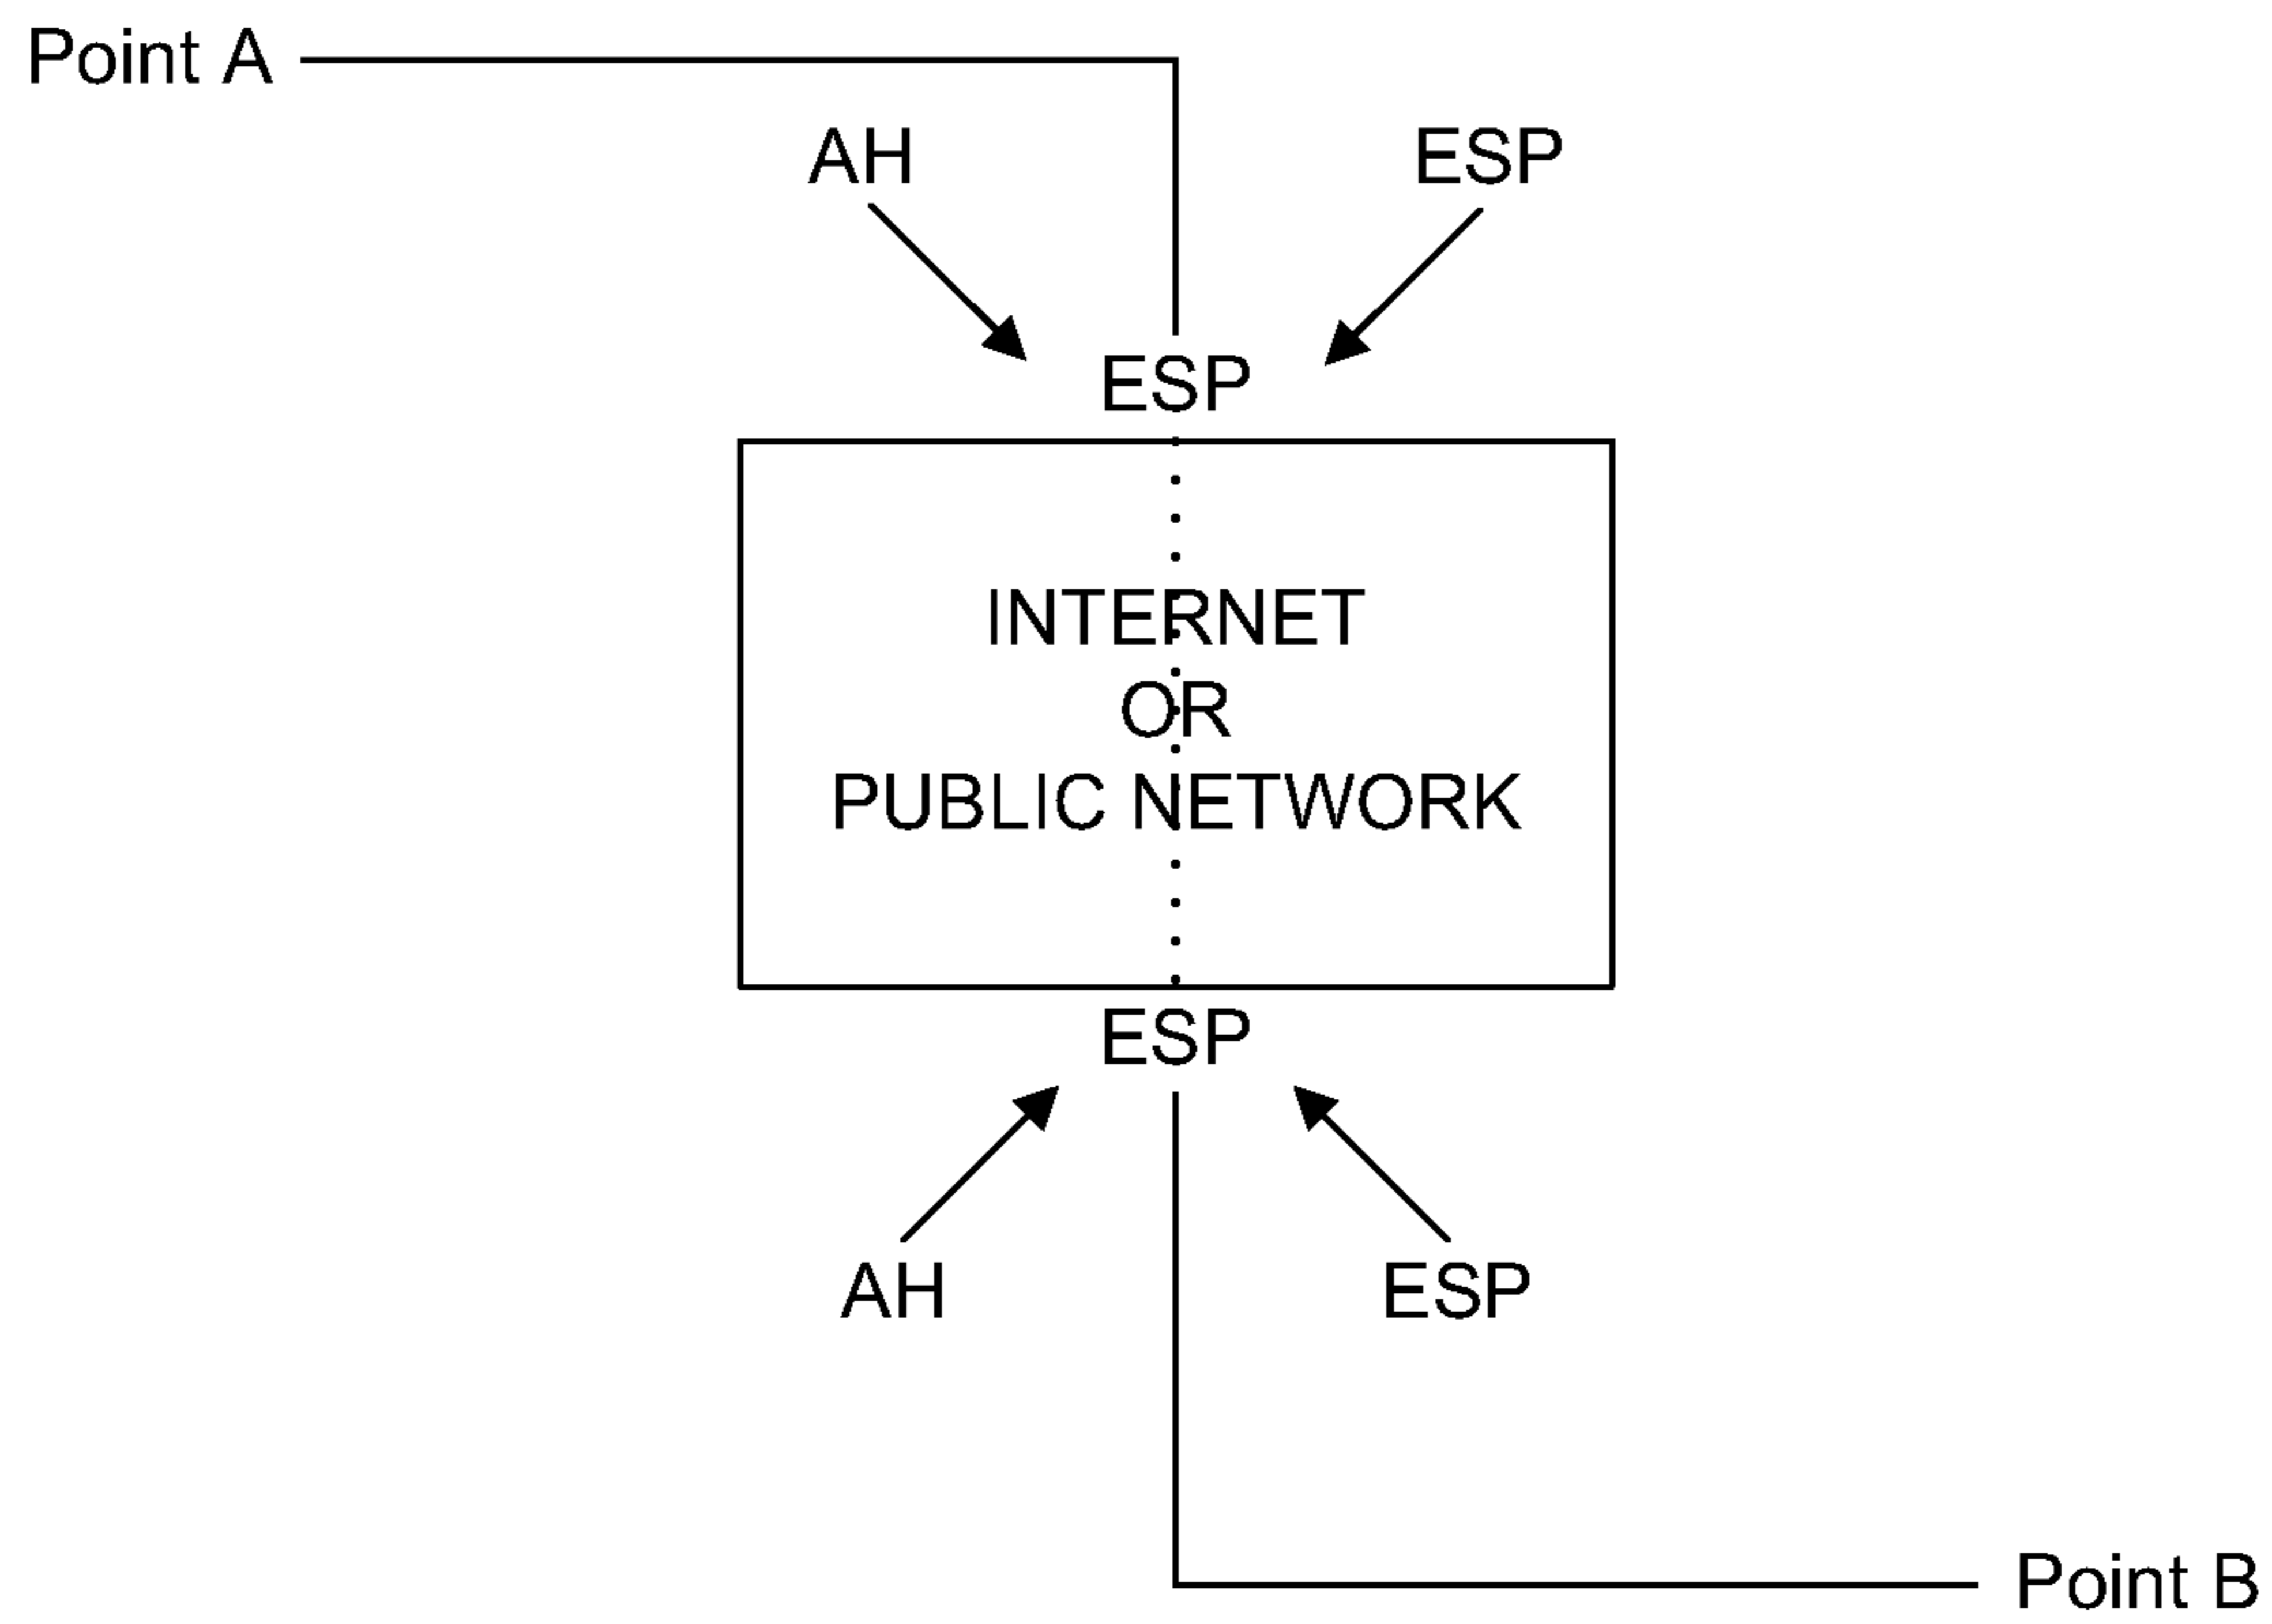 Point A
AH
ESP
ESP
INTERNET
OR
PUBLIC NETWORK
ESP
AH
ESP
Point B